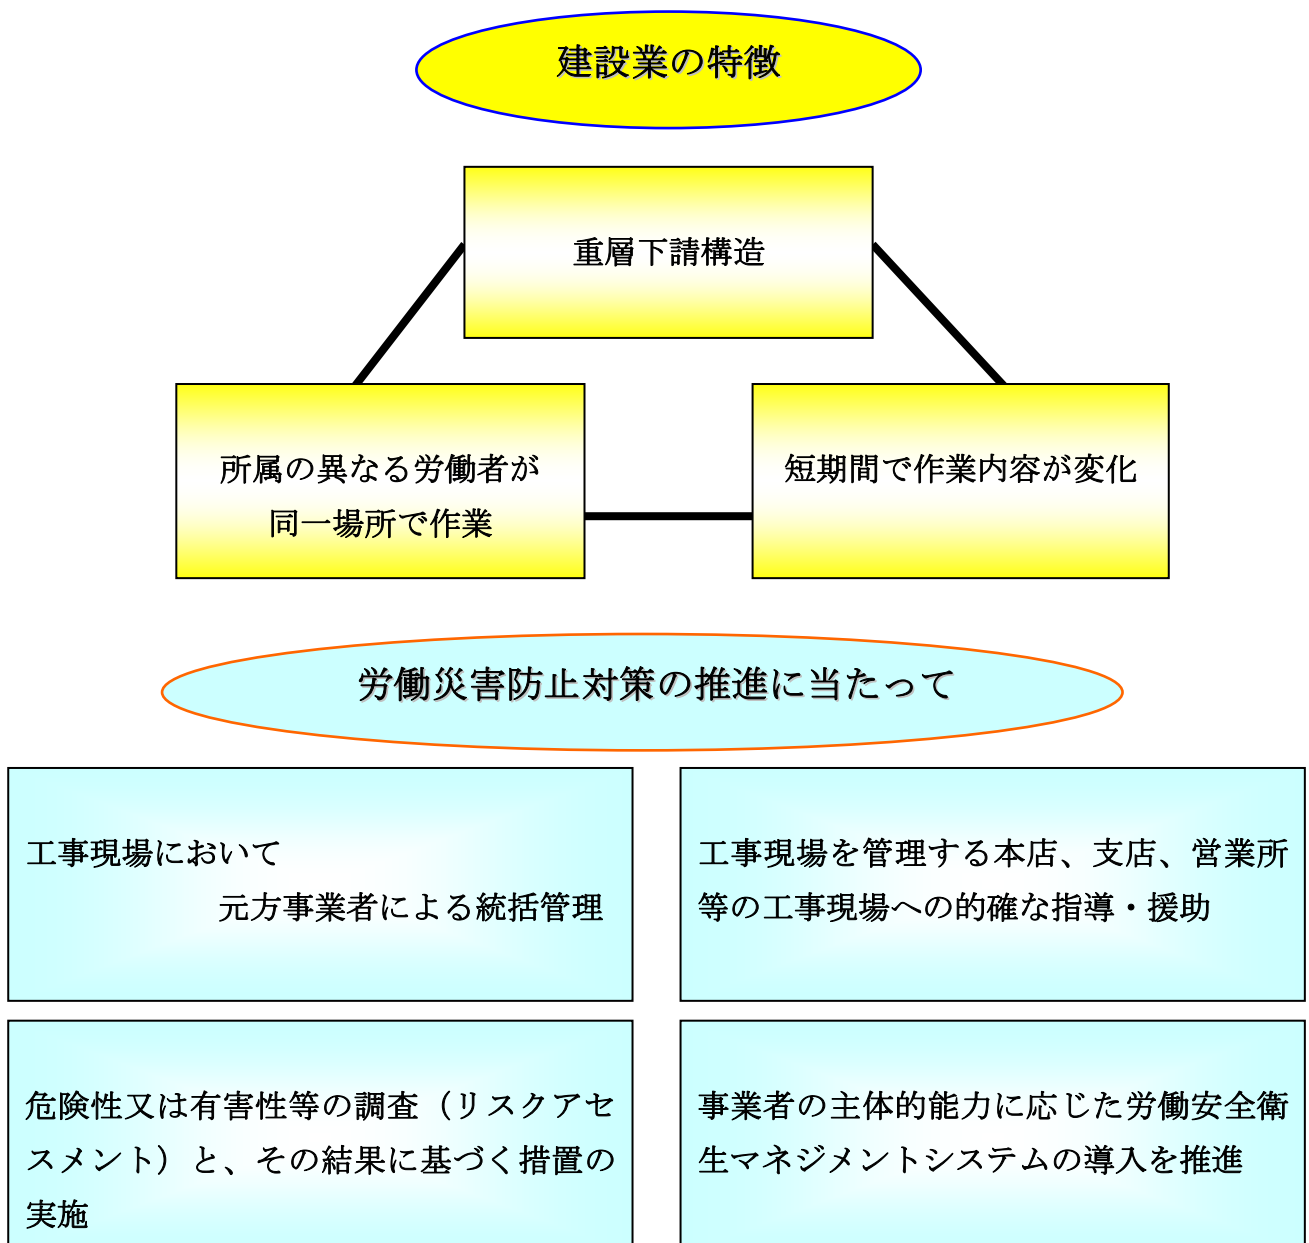 建設業の特徴
重層下請構造
所属の異なる労働者が
同一場所で作業
短期間で作業内容が変化
労働災害防止対策の推進に当たって
工事現場において
元方事業者による統括管理
工事現場を管理する本店、支店、営業所
等の工事現場への的確な指導・援助
危険性又は有害性等の調査（リスクアセ
スメント）と、その結果に基づく措置の
実施
事業者の主体的能力に応じた労働安全衛
生マネジメントシステムの導入を推進